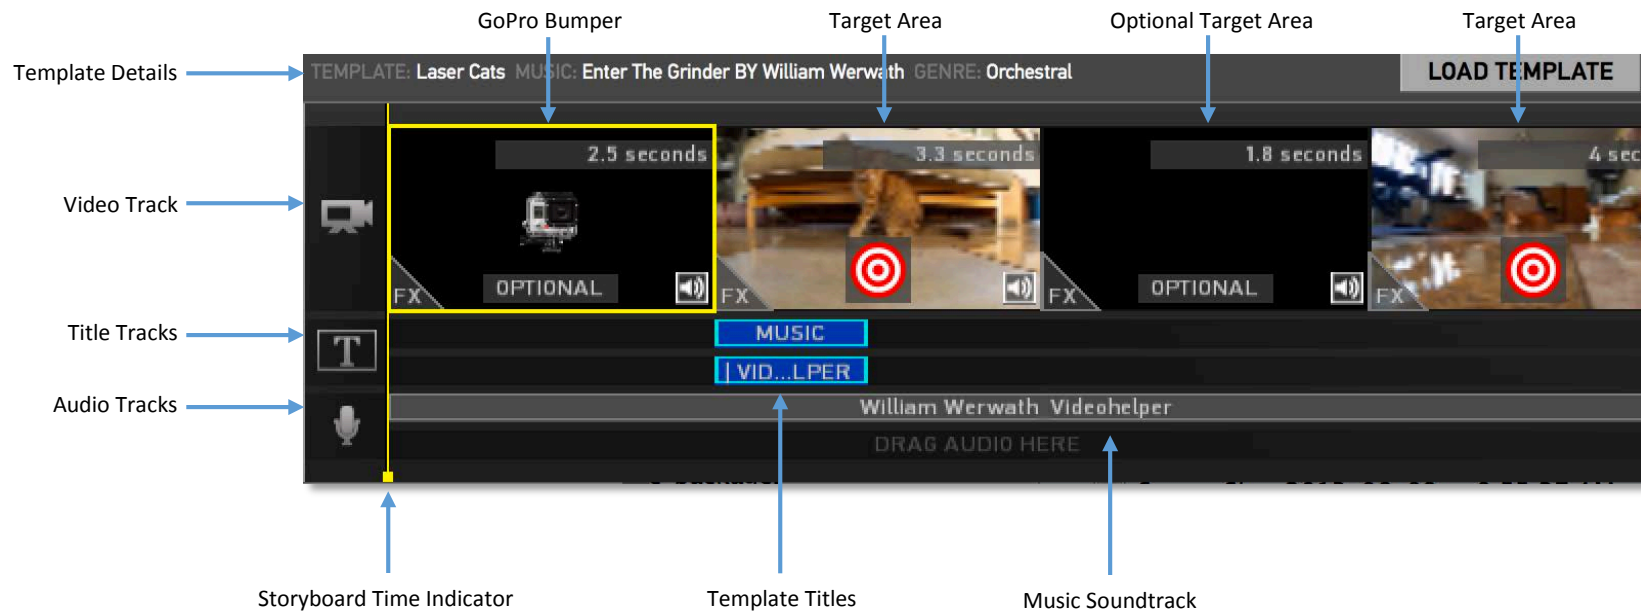 GoPro Bumper
Target Area
Optional Target Area
Target Area
Template Details
TEMPLATE: Laser Cats MUSIC: Enter The Grinder BY William Werwath GENRE: Orchestral
LOAD TEMPLATE
2.5 seconds
3.3 seconds
1.8 seconds
4 sec
Video Track
FX
OPTIONAL
FX
FX
OPTIONAL
FX
Title Tracks
T
MUSIC
| VID...LPER
Audio Tracks
William Werwath Videohelper
DRAG AUDIO HERE
Storyboard Time Indicator
Template Titles
Music Soundtrack